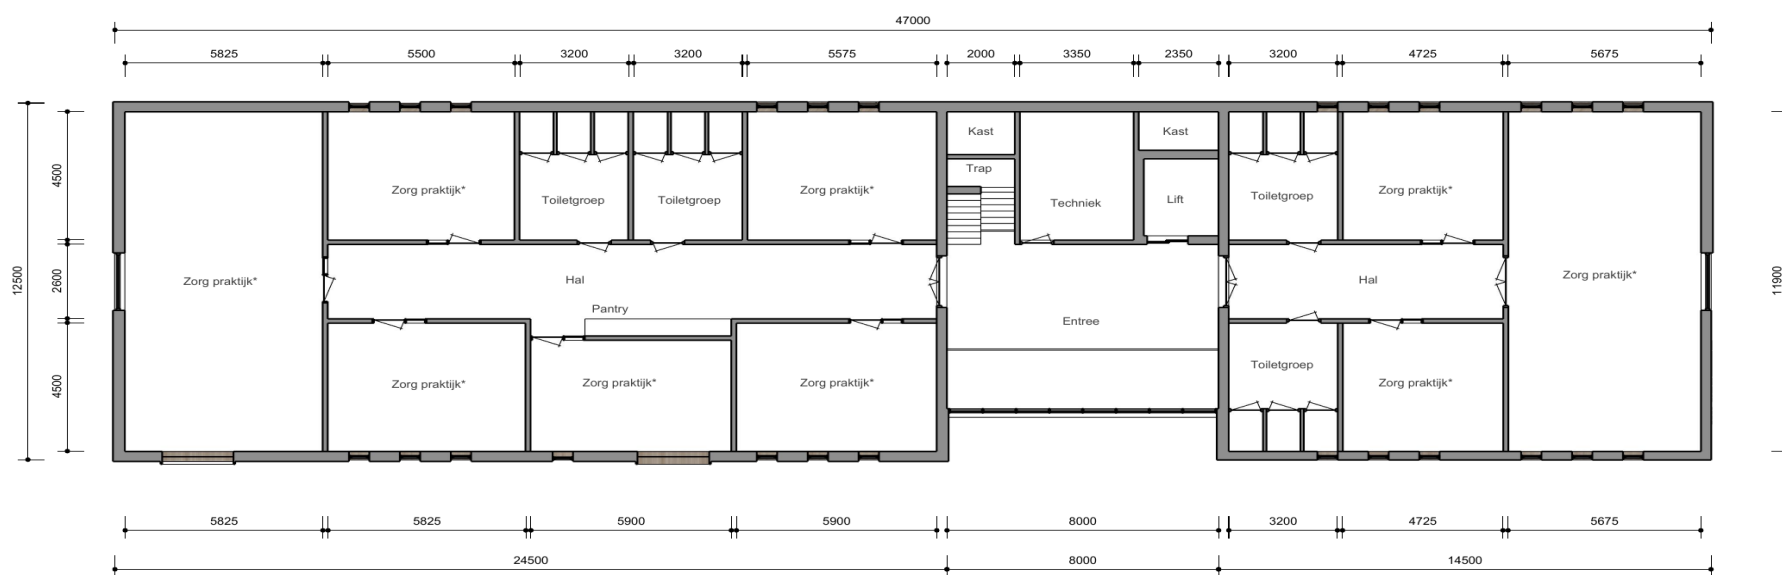 47000
5825 5500 3200 3200 5575 2000 3350 2350 3200 4725 5675
Kast Kast
Trap
4500 Zorg praktijk* Toiletgroep Toiletgroep Zorg praktijk* Techniek Lift Toiletgroep Zorg praktijk*
12500 2600 Zorg praktijk* Hal Hal Zorg praktijk* 11900
Pantry
Entree
4500 Zorg praktijk* Zorg praktijk* Zorg praktijk* Toiletgroep Zorg praktijk*
5825 5825 5900 5900 8000 3200 4725 5675
24500 8000 14500